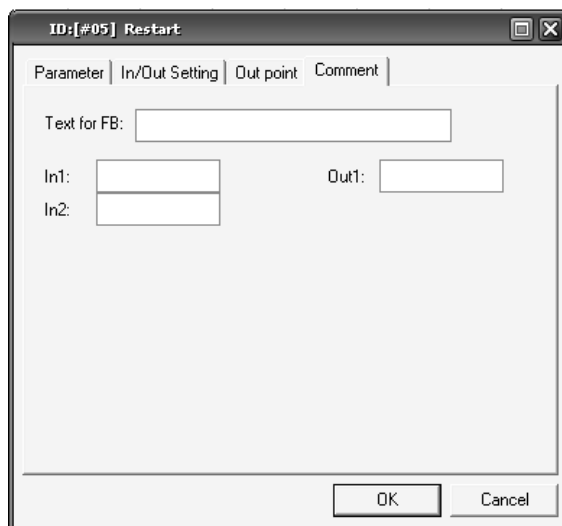 ID:[#05] Restart
Parameter In/Out Setting Out point Comment
Text for FB:
In1: Out1:
In2:
OK Cancel